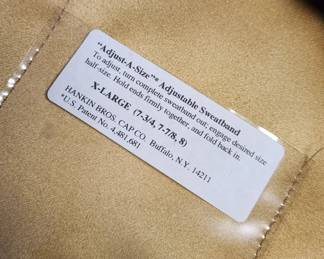 "Adjust-A-Size"* Adjustable Sweatband
To adjust, turn complete sweatband out; engage desired size
half-size. Hold ends firmly together, and fold back in.
X-LARGE (7-3/4, 7-7/8, 8)
HANKIN BROS. CAP CO. Buffalo, N.Y. 14211
*U.S. Patent No. 4,481,681